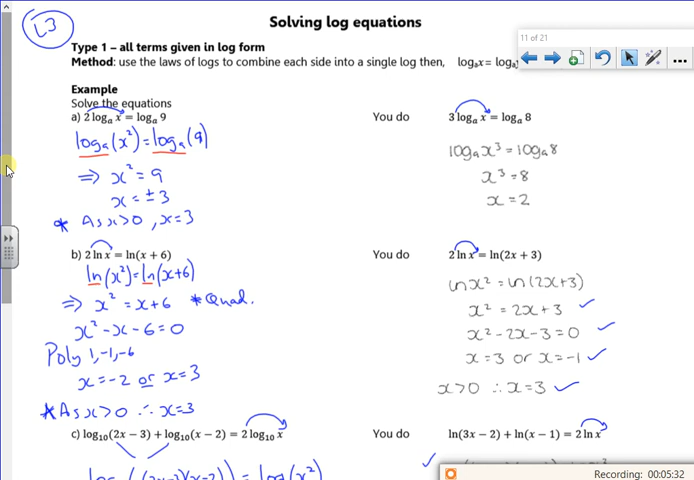 L3
Solving log equations
11 of 21
Type 1 – all terms given in log form
Method: use the laws of logs to combine each side into a single log then, logₐx = logₐ
Example
Solve the equations
a) 2 logₐ x = logₐ 9
logₐ(x²) = logₐ(9)
⇒ x² = 9
x = ±3
* As x>0, x=3
You do 3 logₐ x = logₐ 8
logₐ x³ = logₐ 8
x³ = 8
x = 2
b) 2 ln x = ln(x + 6)
ln(x²) = ln(x+6)
⇒ x² = x+6 *Quad.
x² - x - 6 = 0
Poly 1, -1, -6
x = -2 or x = 3
* As x>0 ∴ x=3
You do 2 ln x = ln(2x + 3)
ln x² = ln(2x+3)
x² = 2x+3 ✓
x² - 2x - 3 = 0 ✓
x = 3 or x = -1 ✓
x>0 ∴ x=3 ✓
c) log₁₀(2x − 3) + log₁₀(x − 2) = 2 log₁₀ x
You do ln(3x − 2) + ln(x − 1) = 2 ln x
Recording: 00:05:32